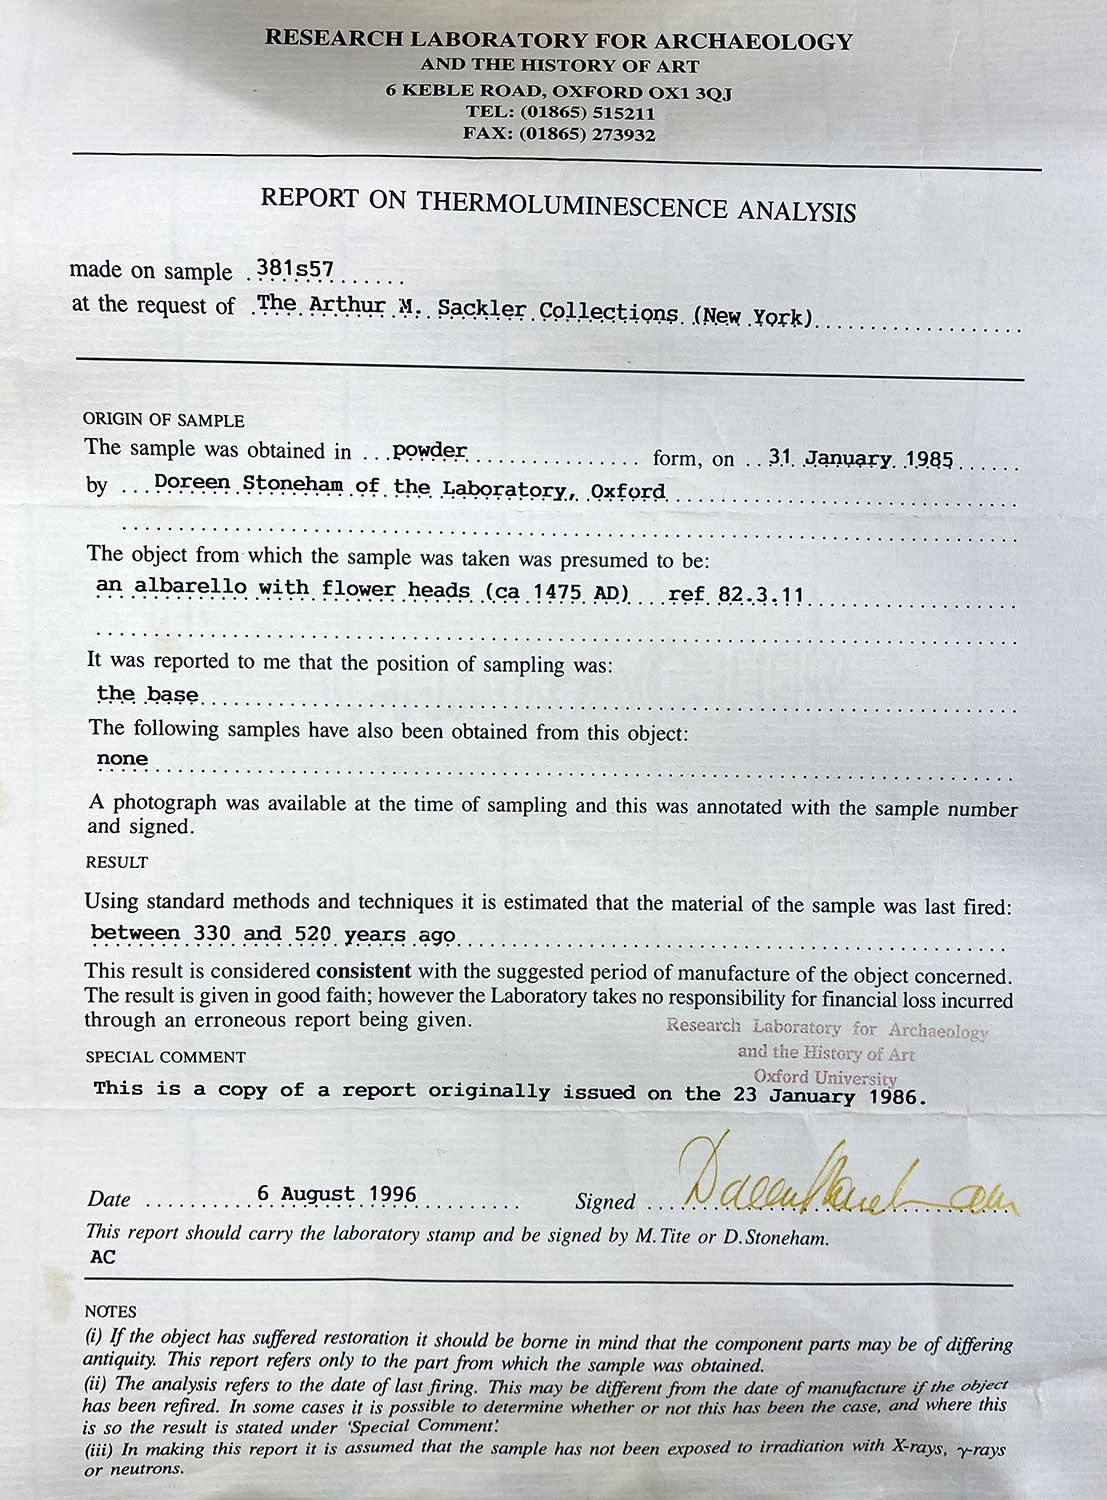 RESEARCH LABORATORY FOR ARCHAEOLOGY
AND THE HISTORY OF ART
6 KEBLE ROAD, OXFORD OX1 3QJ
TEL: (01865) 515211
FAX: (01865) 273932
REPORT ON THERMOLUMINESCENCE ANALYSIS
made on sample 381s57
at the request of The Arthur M. Sackler Collections (New York)
ORIGIN OF SAMPLE
The sample was obtained in powder form, on 31 January 1985
by Doreen Stoneham of the Laboratory, Oxford
The object from which the sample was taken was presumed to be:
an albarello with flower heads (ca 1475 AD) ref 82.3.11
It was reported to me that the position of sampling was:
the base
The following samples have also been obtained from this object:
none
A photograph was available at the time of sampling and this was annotated with the sample number
and signed.
RESULT
Using standard methods and techniques it is estimated that the material of the sample was last fired:
between 330 and 520 years ago
This result is considered consistent with the suggested period of manufacture of the object concerned.
The result is given in good faith; however the Laboratory takes no responsibility for financial loss incurred
through an erroneous report being given.
Research Laboratory for Archaeology
and the History of Art
Oxford University
SPECIAL COMMENT
This is a copy of a report originally issued on the 23 January 1986.
Date 6 August 1996 Signed Doreen Stoneham
This report should carry the laboratory stamp and be signed by M. Tite or D. Stoneham.
AC
NOTES
(i) If the object has suffered restoration it should be borne in mind that the component parts may be of differing
antiquity. This report refers only to the part from which the sample was obtained.
(ii) The analysis refers to the date of last firing. This may be different from the date of manufacture if the object
has been refired. In some cases it is possible to determine whether or not this has been the case, and where this
is so the result is stated under 'Special Comment'.
(iii) In making this report it is assumed that the sample has not been exposed to irradiation with X-rays, γ-rays
or neutrons.